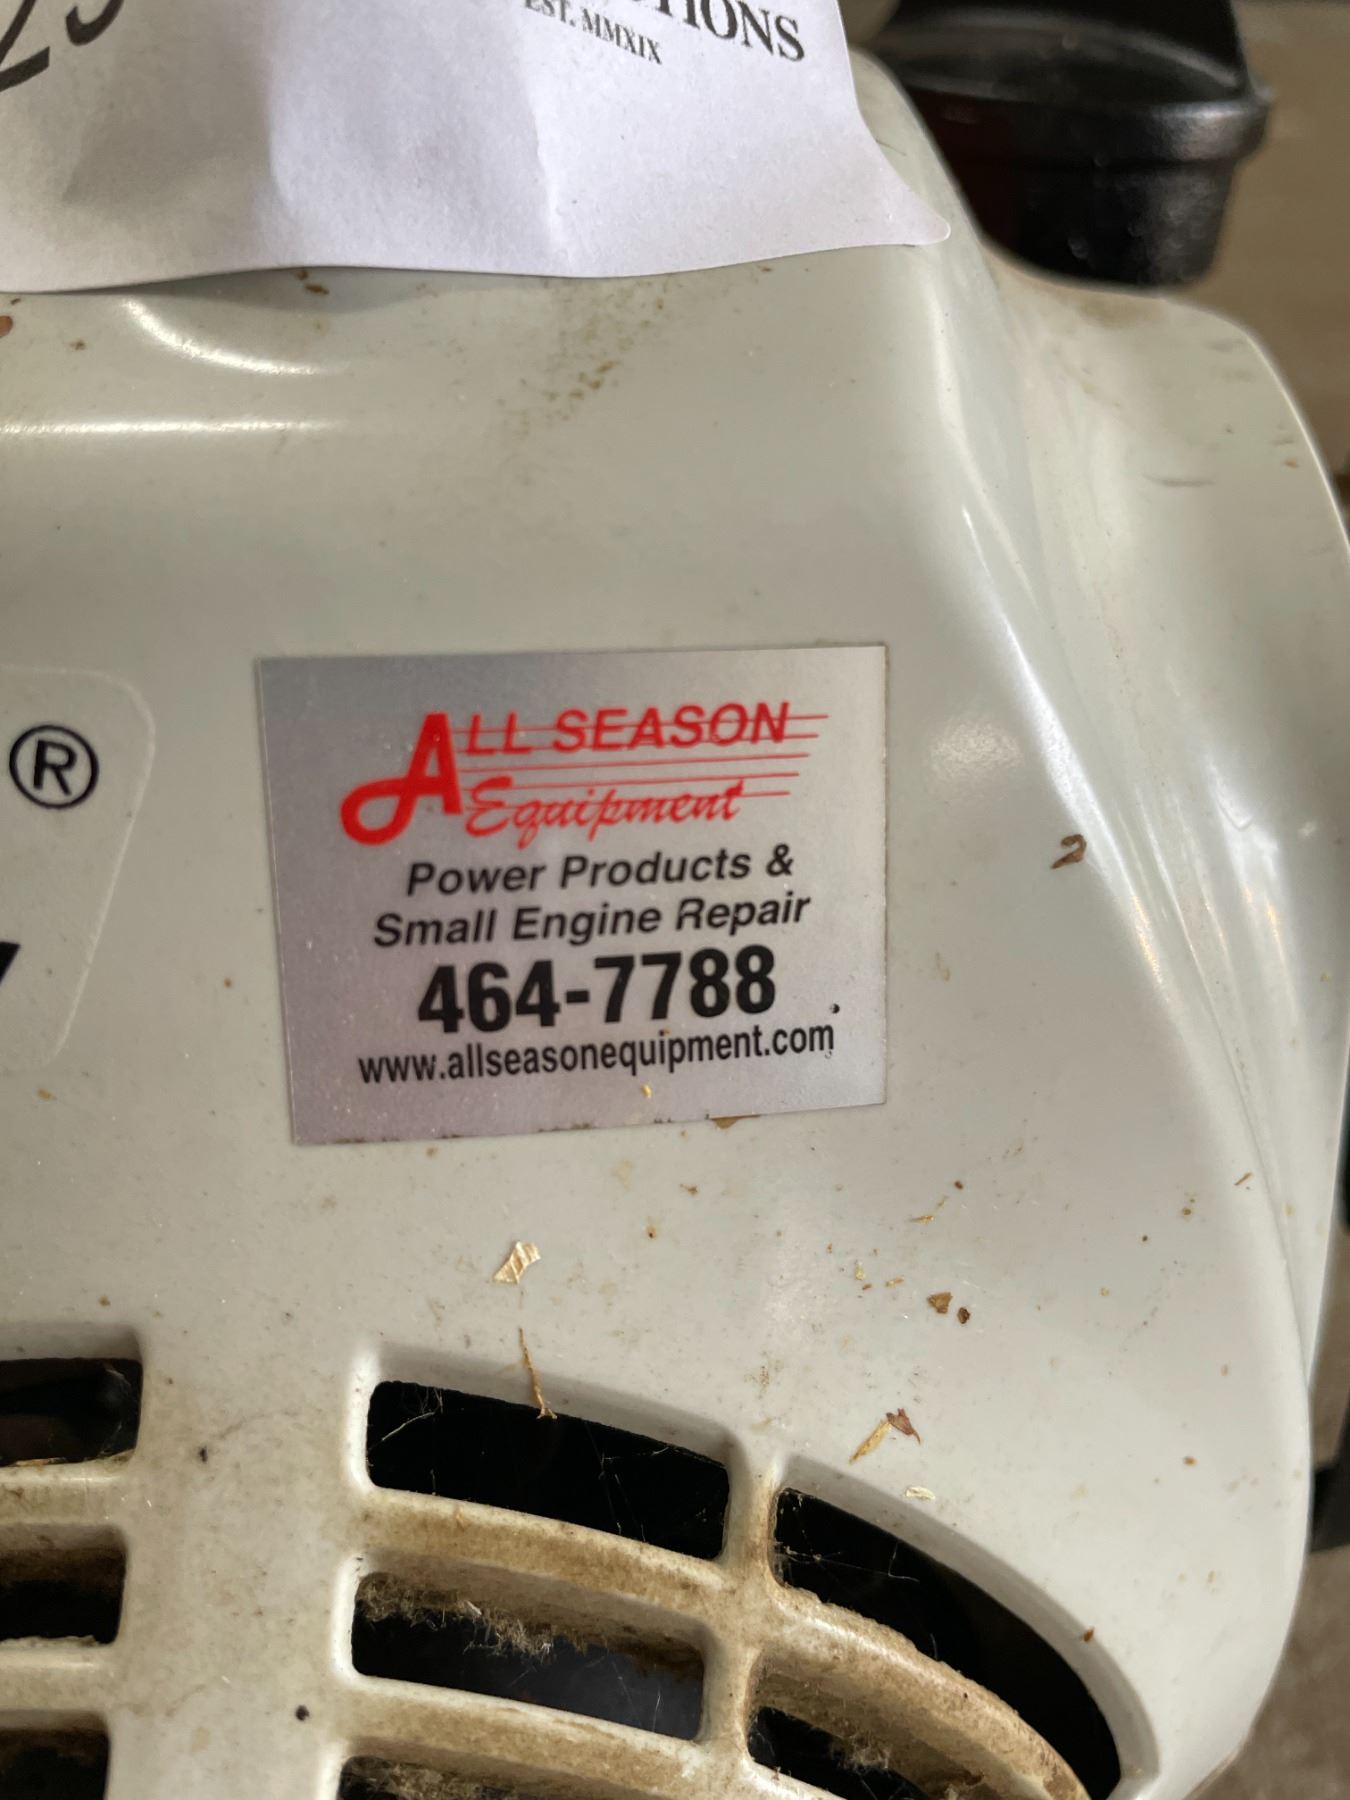 EST. MMXIX
®
ALL SEASON
Equipment
Power Products &
Small Engine Repair
464-7788
www.allseasonequipment.com